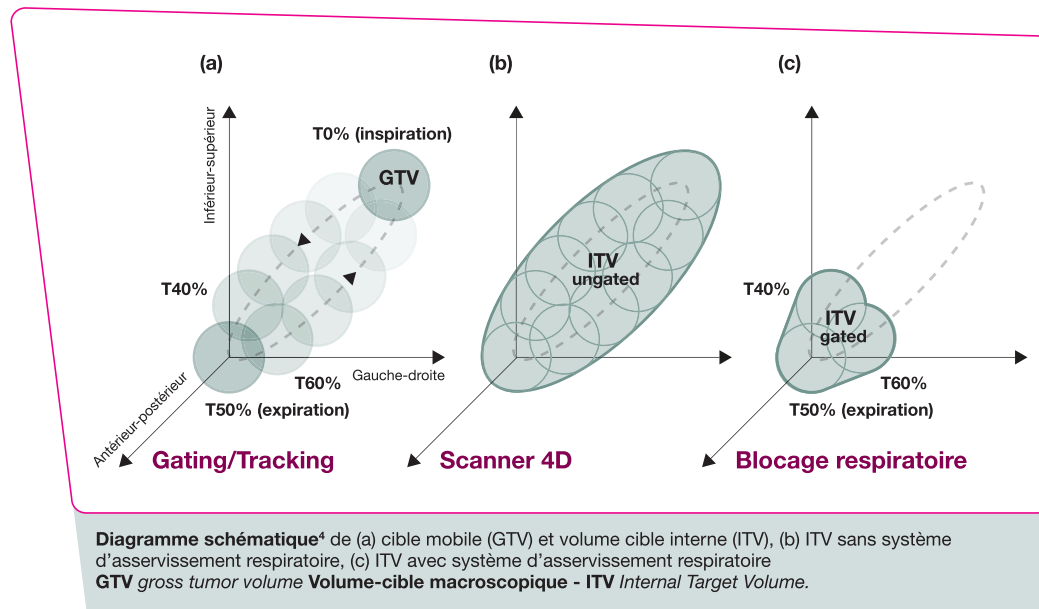 (a)
(b)
(c)
Inférieur-supérieur
T0% (inspiration)
GTV
T40%
T60%
Gauche-droite
T50% (expiration)
Antérieur-postérieur
Gating/Tracking
ITV
ungated
Scanner 4D
T40%
ITV
gated
T60%
T50% (expiration)
Blocage respiratoire
Diagramme schématique⁴ de (a) cible mobile (GTV) et volume cible interne (ITV), (b) ITV sans système
d'asservissement respiratoire, (c) ITV avec système d'asservissement respiratoire
GTV gross tumor volume Volume-cible macroscopique - ITV Internal Target Volume.